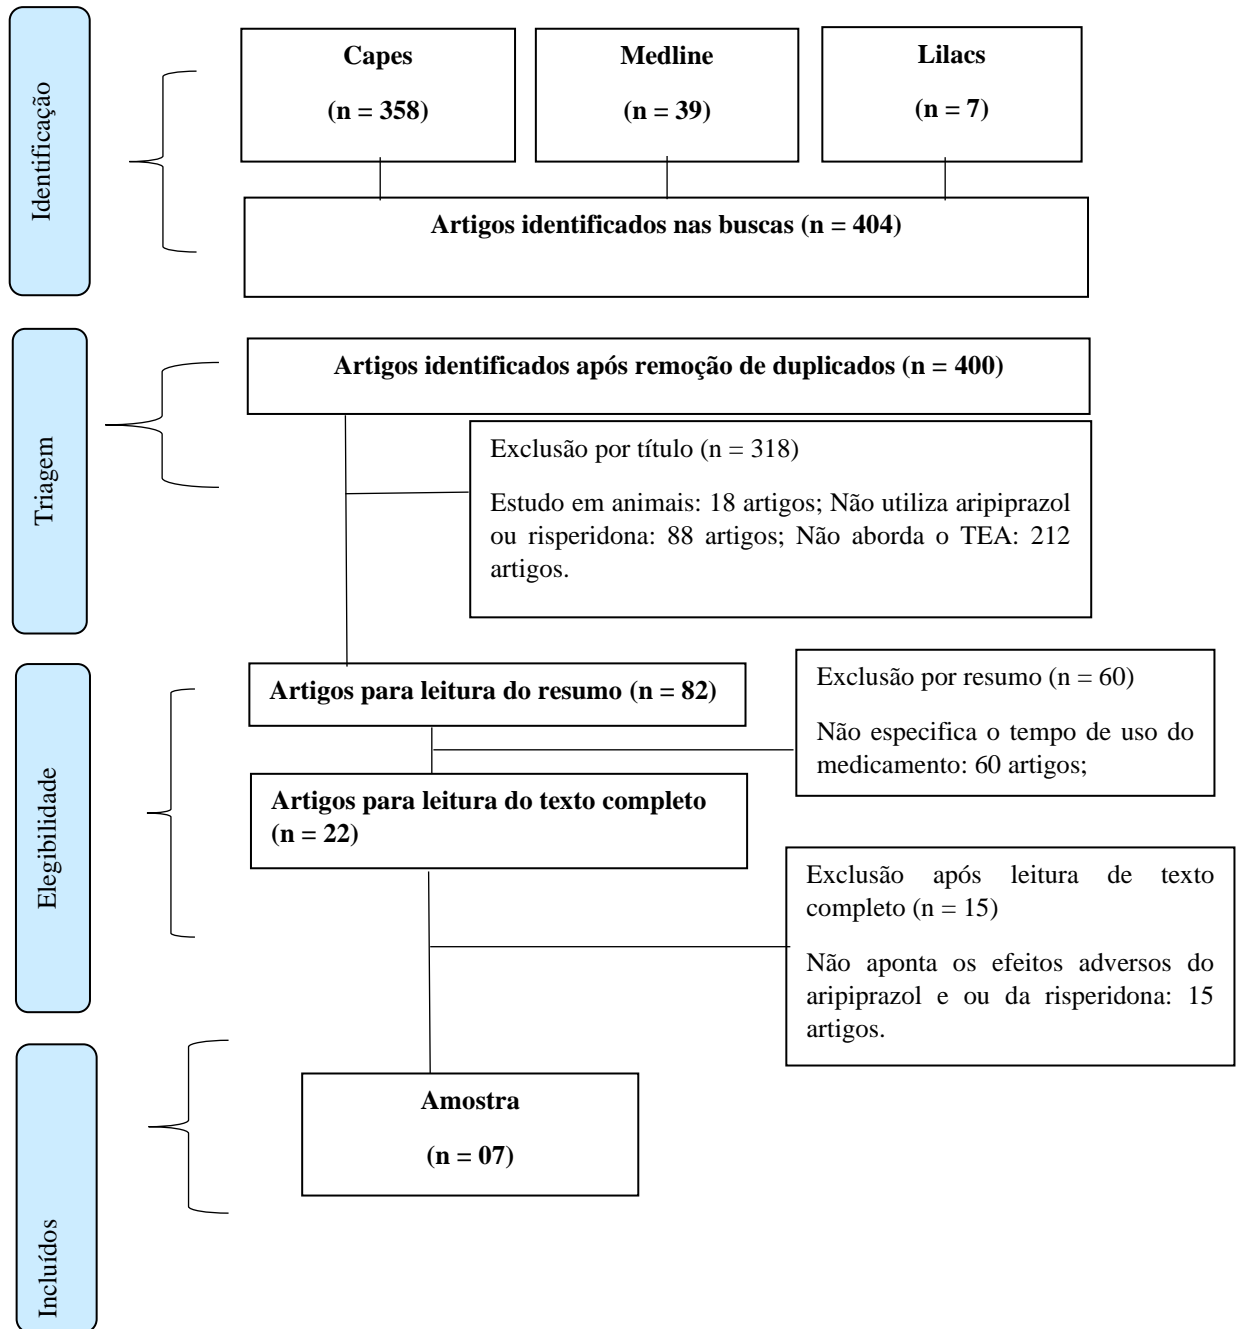 Identificação
Capes
(n = 358)
Medline
(n = 39)
Lilacs
(n = 7)
Artigos identificados nas buscas (n = 404)
Triagem
Artigos identificados após remoção de duplicados (n = 400)
Exclusão por título (n = 318)
Estudo em animais: 18 artigos; Não utiliza aripiprazol
ou risperidona: 88 artigos; Não aborda o TEA: 212
artigos.
Elegibilidade
Artigos para leitura do resumo (n = 82)
Exclusão por resumo (n = 60)
Não especifica o tempo de uso do
medicamento: 60 artigos;
Artigos para leitura do texto completo
(n = 22)
Exclusão após leitura de texto
completo (n = 15)
Não aponta os efeitos adversos do
aripiprazol e ou da risperidona: 15
artigos.
Incluídos
Amostra
(n = 07)